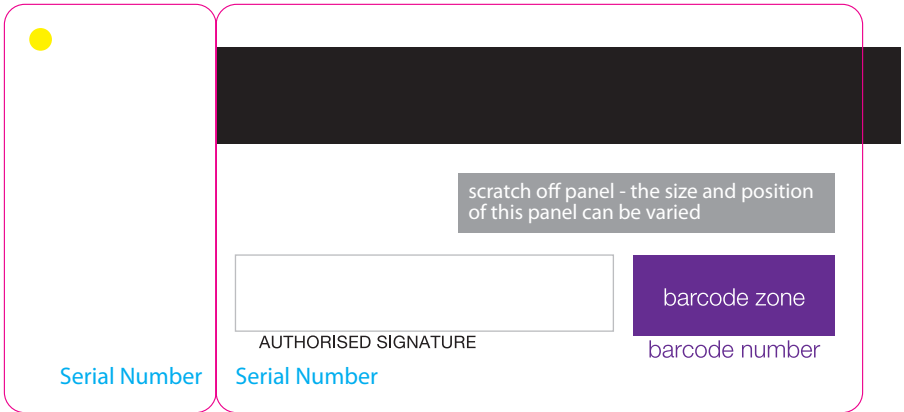 scratch off panel - the size and position
of this panel can be varied
barcode zone
AUTHORISED SIGNATURE
barcode number
Serial Number
Serial Number